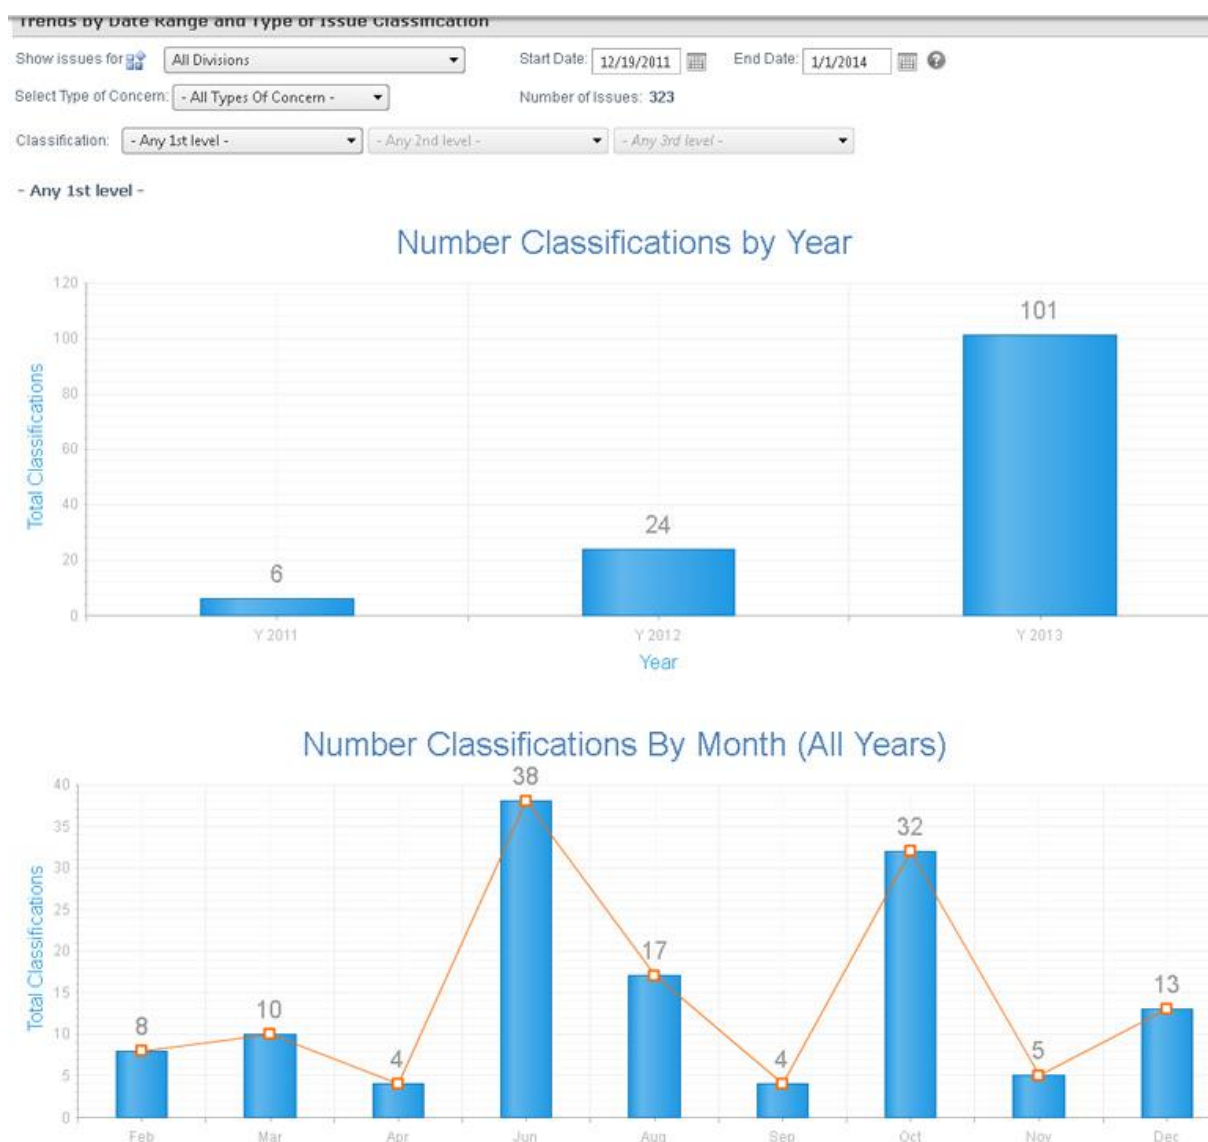 Trends by Date Range and Type of Issue Classification
Show issues for All Divisions Start Date: 12/19/2011 End Date: 1/1/2014 ?
Select Type of Concern: - All Types Of Concern - Number of Issues: 323
Classification: - Any 1st level - - Any 2nd level - - Any 3rd level -
- Any 1st level -
Number Classifications by Year
Total Classifications
120
100
80
60
40
20
0
6
24
101
Y 2011 Y 2012 Y 2013
Year
Number Classifications By Month (All Years)
Total Classifications
40
35
30
25
20
15
10
5
0
8
10
4
38
17
4
32
5
13
Feb Mar Apr Jun Aug Sep Oct Nov Dec